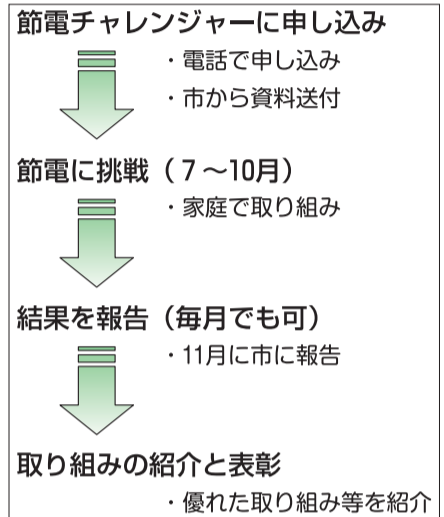 節電チャレンジャーに申し込み
・電話で申し込み
・市から資料送付
節電に挑戦（７～10月）
・家庭で取り組み
結果を報告（毎月でも可）
・11月に市に報告
取り組みの紹介と表彰
・優れた取り組み等を紹介